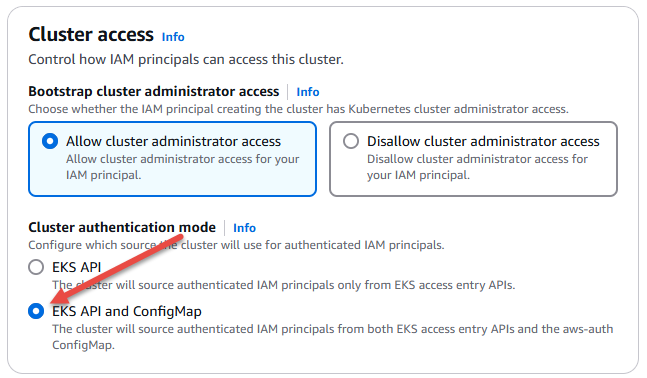 Cluster access Info
Control how IAM principals can access this cluster.
Bootstrap cluster administrator access Info
Choose whether the IAM principal creating the cluster has Kubernetes cluster administrator access.
Allow cluster administrator access
Allow cluster administrator access for your
IAM principal.
Disallow cluster administrator access
Disallow cluster administrator access for
your IAM principal.
Cluster authentication mode Info
Configure which source the cluster will use for authenticated IAM principals.
EKS API
The cluster will source authenticated IAM principals only from EKS access entry APIs.
EKS API and ConfigMap
The cluster will source authenticated IAM principals from both EKS access entry APIs and the aws-auth
ConfigMap.